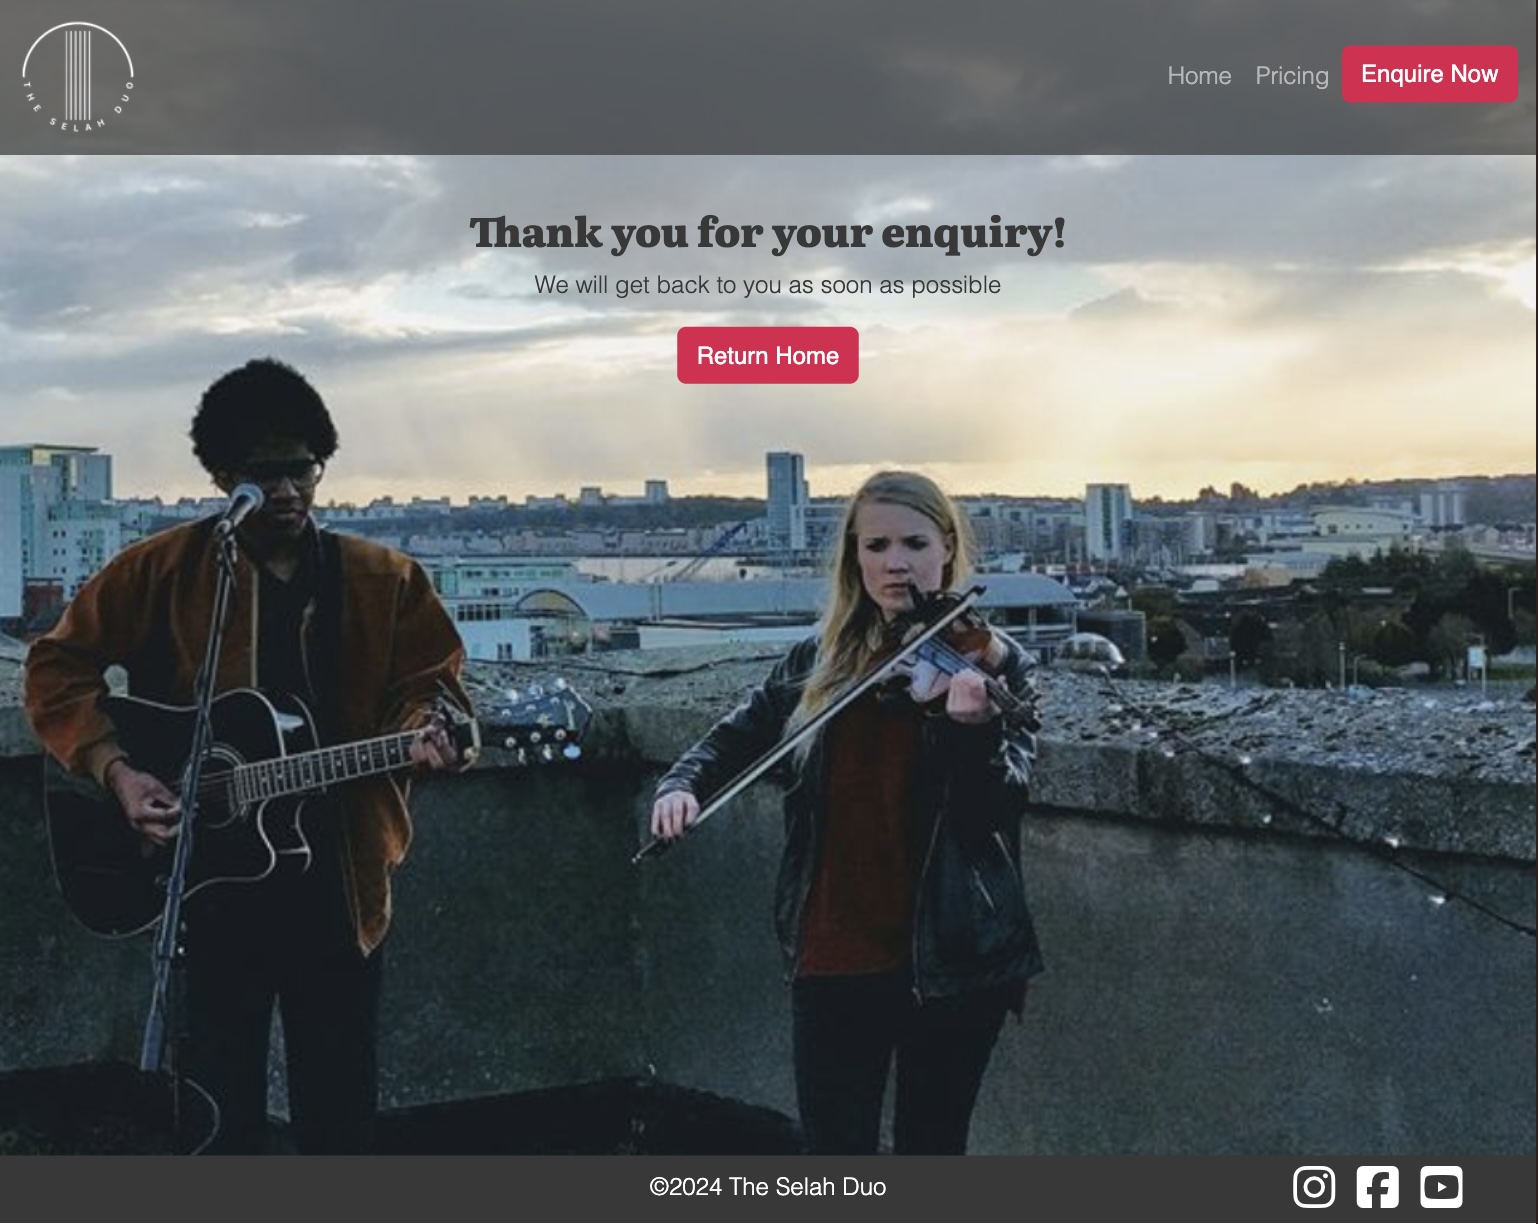 THE SELAH DUO
Home Pricing Enquire Now
Thank you for your enquiry!
We will get back to you as soon as possible
Return Home
©2024 The Selah Duo